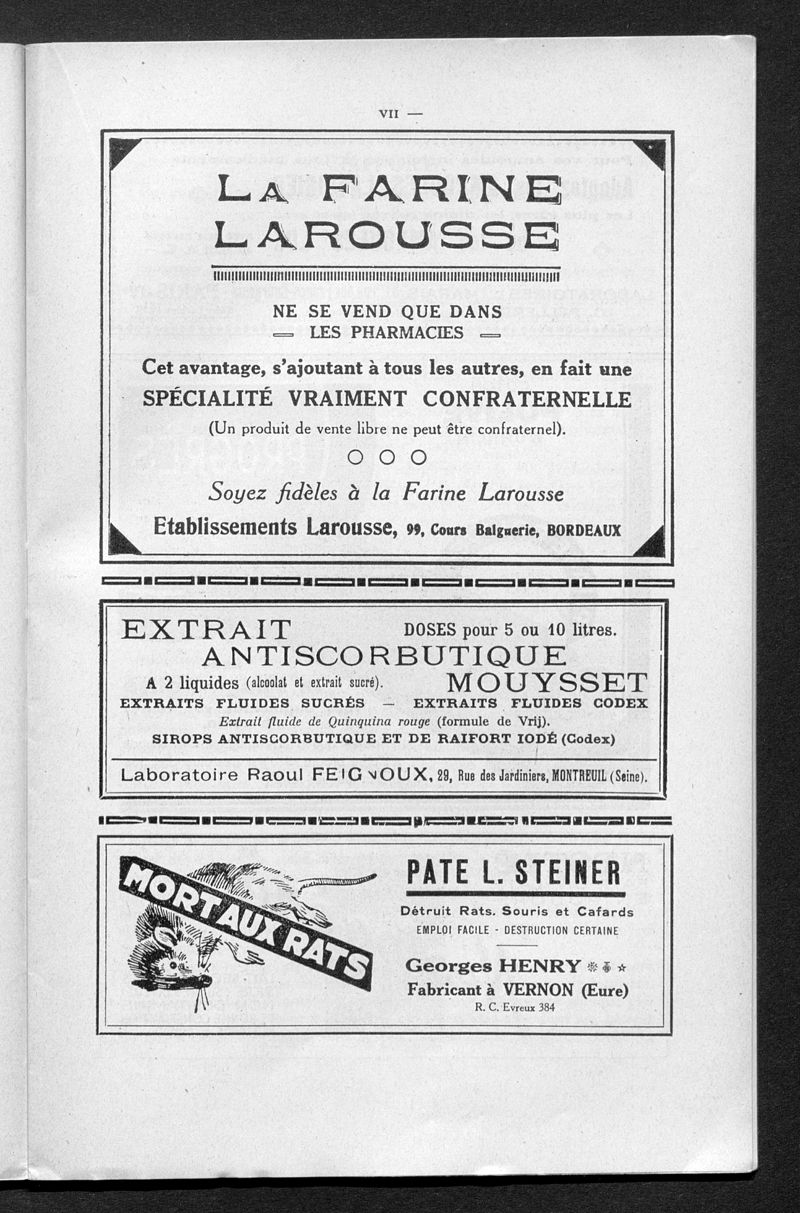 VII —
LA FARINE
LAROUSSE
NE SE VEND QUE DANS
LES PHARMACIES
Cet avantage, s'ajoutant à tous les autres, en fait une
SPÉCIALITÉ VRAIMENT CONFRATERNELLE
(Un produit de vente libre ne peut être confraternel).
Soyez fidèles à la Farine Larousse
Etablissements Larousse, 99, Cours Balguerie, BORDEAUX
EXTRAIT DOSES pour 5 ou 10 litres.
ANTISCORBUTIQUE
A 2 liquides (alcoolat et extrait sucré). MOUYSSET
EXTRAITS FLUIDES SUCRÉS — EXTRAITS FLUIDES CODEX
Extrait fluide de Quinquina rouge (formule de Vrij).
SIROPS ANTISCORBUTIQUE ET DE RAIFORT IODÉ (Codex)
Laboratoire Raoul FEIGNOUX, 29, Rue des Jardiniers, MONTREUIL (Seine).
MORT AUX RATS
PATE L. STEINER
Détruit Rats. Souris et Cafards
EMPLOI FACILE - DESTRUCTION CERTAINE
Georges HENRY
Fabricant à VERNON (Eure)
R. C. Evreux 384